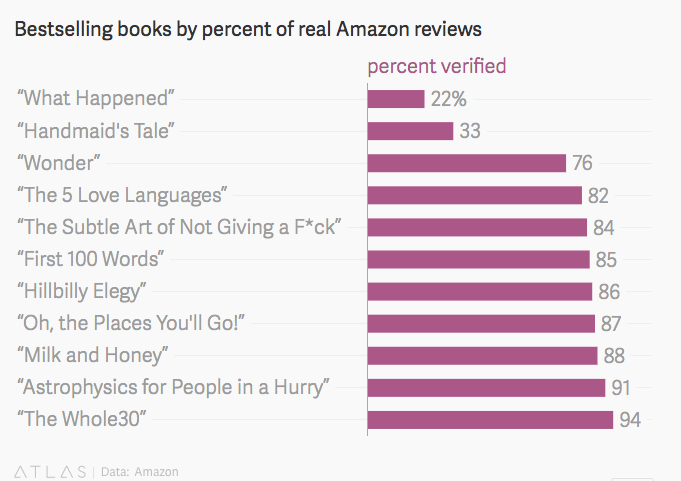 Bestselling books by percent of real Amazon reviews
percent verified
“What Happened” 22%
“Handmaid's Tale” 33
“Wonder” 76
“The 5 Love Languages” 82
“The Subtle Art of Not Giving a F*ck” 84
“First 100 Words” 85
“Hillbilly Elegy” 86
“Oh, the Places You'll Go!” 87
“Milk and Honey” 88
“Astrophysics for People in a Hurry” 91
“The Whole30” 94
ATLAS | Data: Amazon